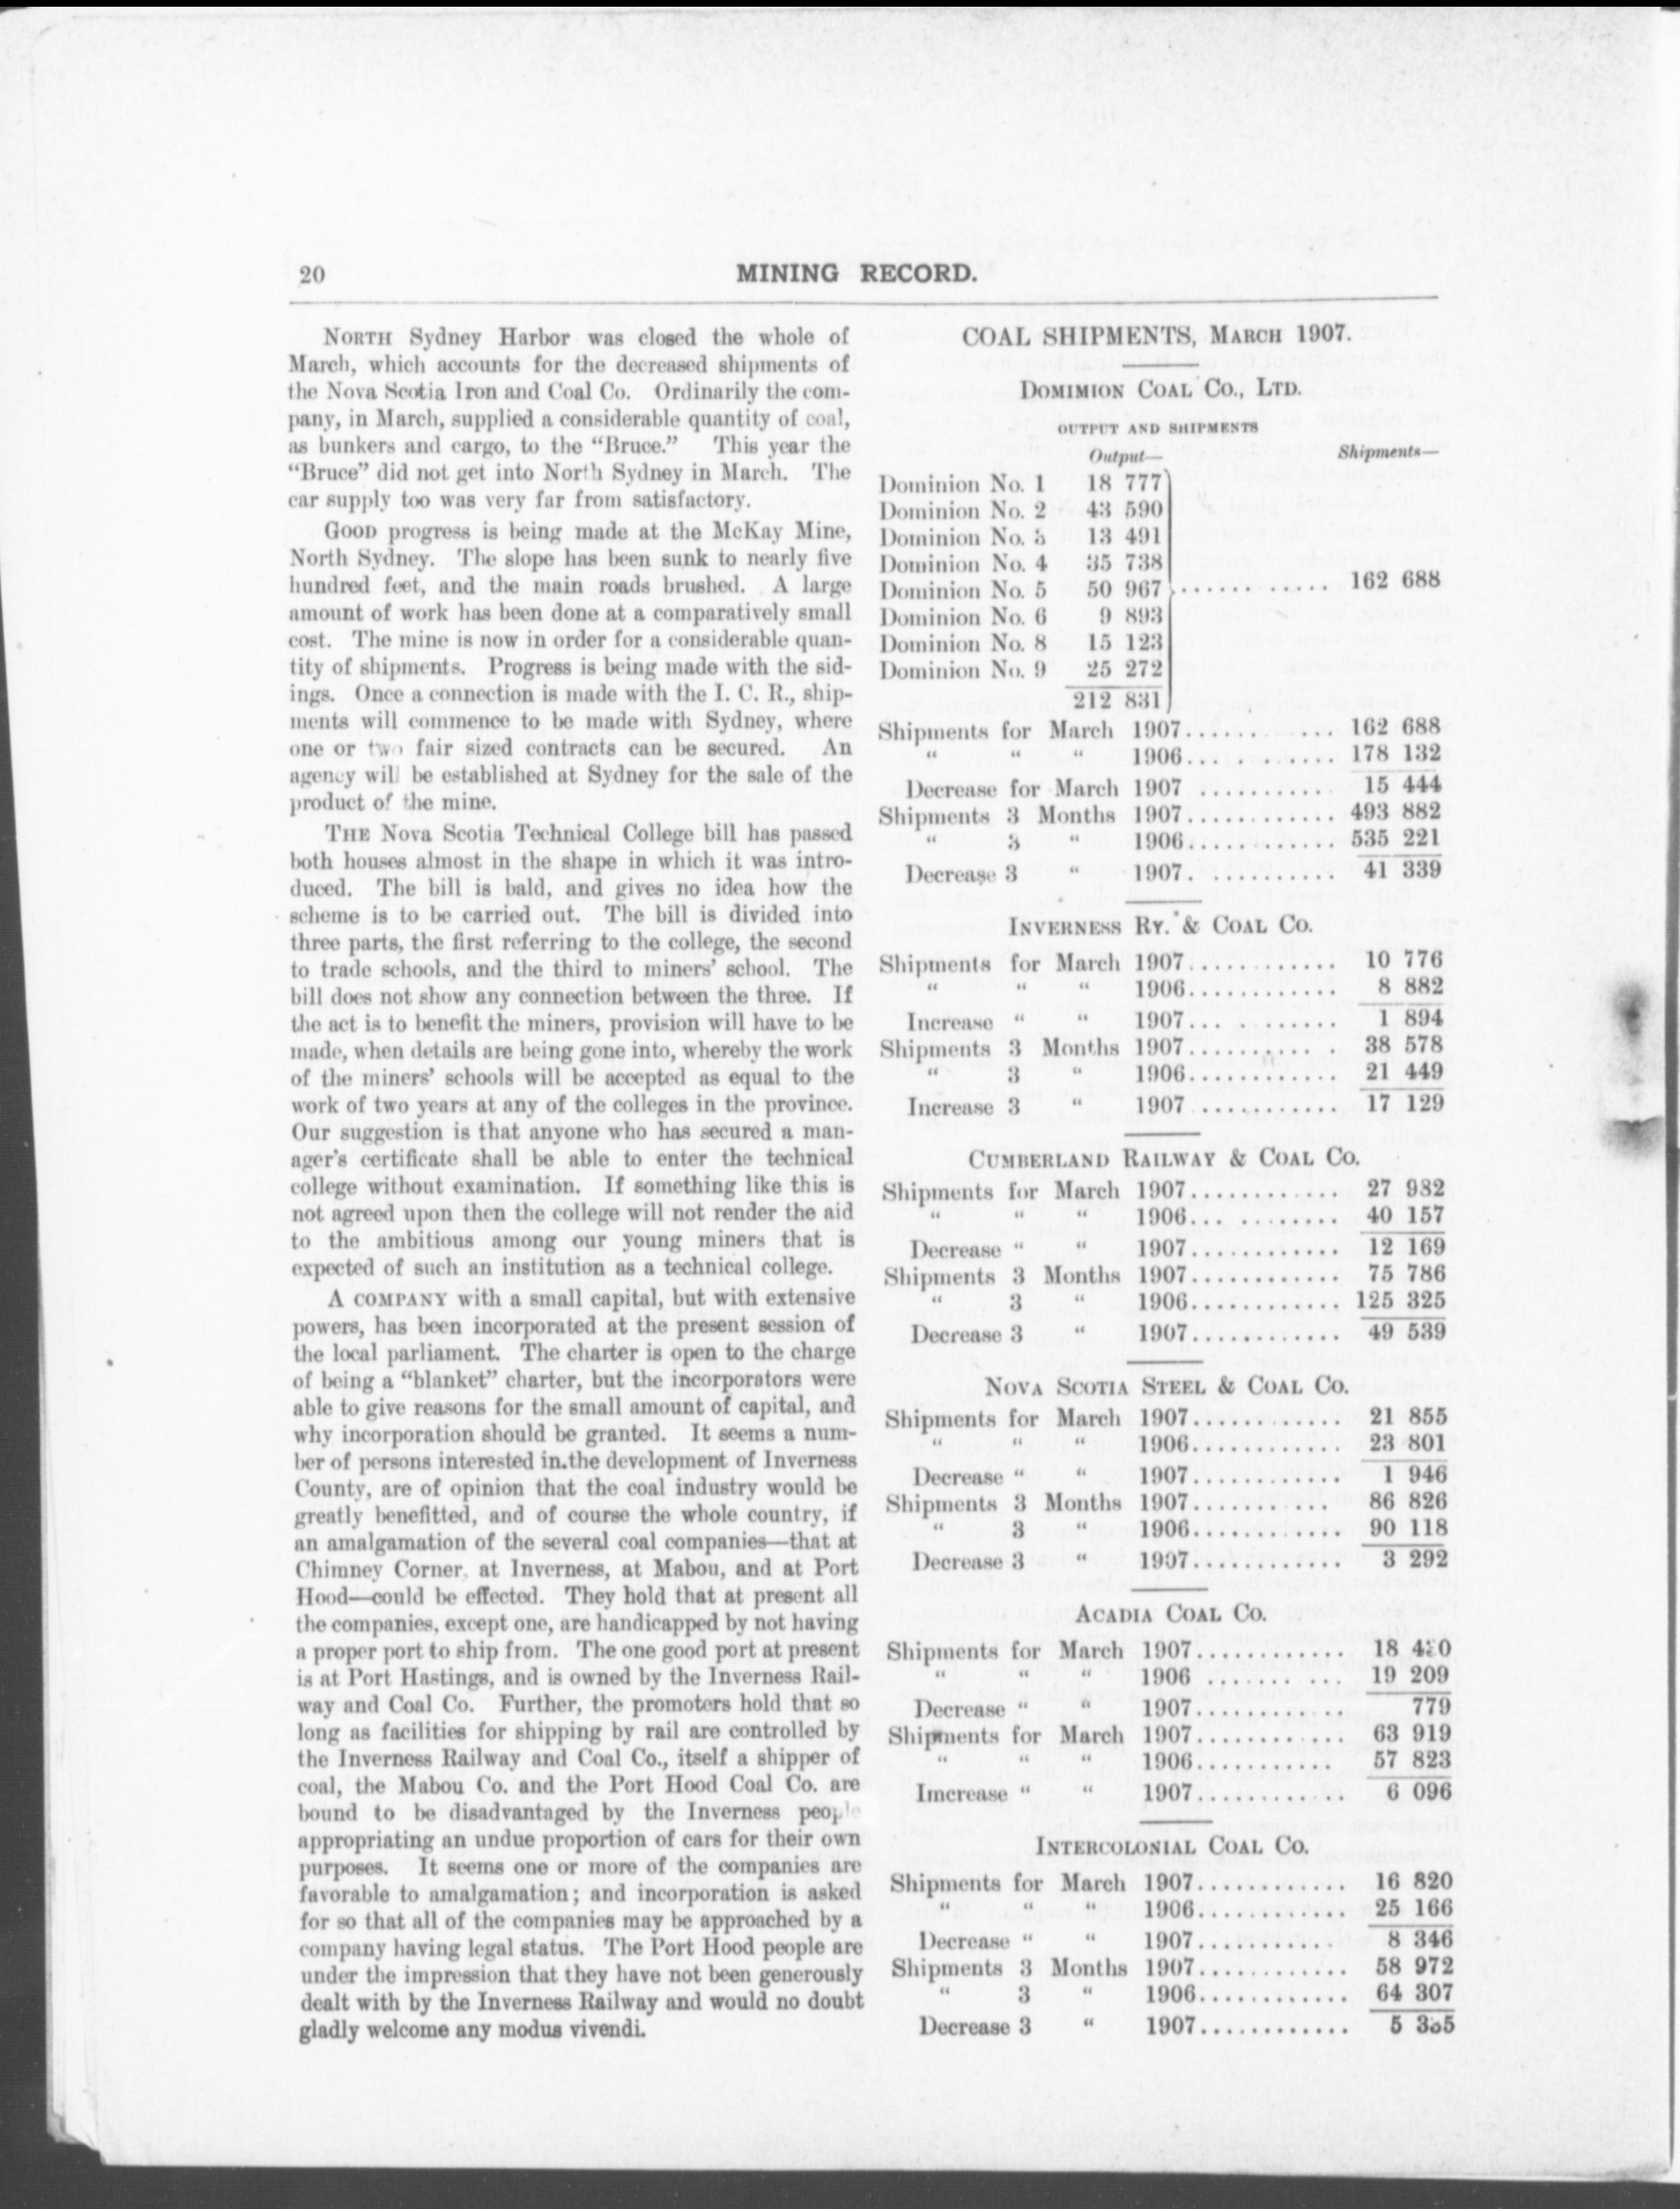 20
MINING RECORD.
NORTH Sydney Harbor was closed the whole of
March, which accounts for the decreased shipments of
the Nova Scotia Iron and Coal Co. Ordinarily the com-
pany, in March, supplied a considerable quantity of coal,
as bunkers and cargo, to the “Bruce.” This year the
“Bruce” did not get into North Sydney in March. The
car supply too was very far from satisfactory.
GOOD progress is being made at the McKay Mine,
North Sydney. The slope has been sunk to nearly five
hundred feet, and the main roads brushed. A large
amount of work has been done at a comparatively small
cost. The mine is now in order for a considerable quan-
tity of shipments. Progress is being made with the sid-
ings. Once a connection is made with the I. C. R., ship-
ments will commence to be made with Sydney, where
one or two fair sized contracts can be secured. An
agency will be established at Sydney for the sale of the
product of the mine.
THE Nova Scotia Technical College bill has passed
both houses almost in the shape in which it was intro-
duced. The bill is bald, and gives no idea how the
scheme is to be carried out. The bill is divided into
three parts, the first referring to the college, the second
to trade schools, and the third to miners’ school. The
bill does not show any connection between the three. If
the act is to benefit the miners, provision will have to be
made, when details are being gone into, whereby the work
of the miners’ schools will be accepted as equal to the
work of two years at any of the colleges in the province.
Our suggestion is that anyone who has secured a man-
ager’s certificate shall be able to enter the technical
college without examination. If something like this is
not agreed upon then the college will not render the aid
to the ambitious among our young miners that is
expected of such an institution as a technical college.
A COMPANY with a small capital, but with extensive
powers, has been incorporated at the present session of
the local parliament. The charter is open to the charge
of being a “blanket” charter, but the incorporators were
able to give reasons for the small amount of capital, and
why incorporation should be granted. It seems a num-
ber of persons interested in the development of Inverness
County, are of opinion that the coal industry would be
greatly benefitted, and of course the whole country, if
an amalgamation of the several coal companies—that at
Chimney Corner, at Inverness, at Mabou, and at Port
Hood—could be effected. They hold that at present all
the companies, except one, are handicapped by not having
a proper port to ship from. The one good port at present
is at Port Hastings, and is owned by the Inverness Rail-
way and Coal Co. Further, the promoters hold that so
long as facilities for shipping by rail are controlled by
the Inverness Railway and Coal Co., itself a shipper of
coal, the Mabou Co. and the Port Hood Coal Co. are
bound to be disadvantaged by the Inverness people
appropriating an undue proportion of cars for their own
purposes. It seems one or more of the companies are
favorable to amalgamation; and incorporation is asked
for so that all of the companies may be approached by a
company having legal status. The Port Hood people are
under the impression that they have not been generously
dealt with by the Inverness Railway and would no doubt
gladly welcome any modus vivendi.
COAL SHIPMENTS, MARCH 1907.
DOMIMION COAL CO., LTD.
OUTPUT AND SHIPMENTS
Output— Shipments—
Dominion No. 1 18 777
Dominion No. 2 43 590
Dominion No. 3 13 491
Dominion No. 4 35 738
Dominion No. 5 50 967 ........... 162 688
Dominion No. 6 9 893
Dominion No. 8 15 123
Dominion No. 9 25 272
212 831
Shipments for March 1907............ 162 688
“ “ “ 1906............ 178 132
Decrease for March 1907 .......... 15 444
Shipments 3 Months 1907............ 493 882
“ 3 “ 1906............ 535 221
Decrease 3 “ 1907............ 41 339
INVERNESS RY. & COAL CO.
Shipments for March 1907............ 10 776
“ “ “ 1906............ 8 882
Increase “ “ 1907............ 1 894
Shipments 3 Months 1907............ 38 578
“ 3 “ 1906............ 21 449
Increase 3 “ 1907 ........... 17 129
CUMBERLAND RAILWAY & COAL CO.
Shipments for March 1907............ 27 982
“ “ “ 1906............ 40 157
Decrease “ “ 1907............ 12 169
Shipments 3 Months 1907............ 75 786
“ 3 “ 1906............ 125 325
Decrease 3 “ 1907............ 49 539
NOVA SCOTIA STEEL & COAL CO.
Shipments for March 1907............ 21 855
“ “ “ 1906............ 23 801
Decrease “ “ 1907............ 1 946
Shipments 3 Months 1907........... 86 826
“ 3 “ 1906............ 90 118
Decrease 3 “ 1907............ 3 292
ACADIA COAL CO.
Shipments for March 1907............ 18 430
“ “ “ 1906 .......... 19 209
Decrease “ “ 1907............ 779
Shipments for March 1907............ 63 919
“ “ “ 1906........... 57 823
Imcrease “ “ 1907............ 6 096
INTERCOLONIAL COAL CO.
Shipments for March 1907............ 16 820
“ “ “ 1906............ 25 166
Decrease “ “ 1907........... 8 346
Shipments 3 Months 1907............ 58 972
“ 3 “ 1906............ 64 307
Decrease 3 “ 1907............ 5 335